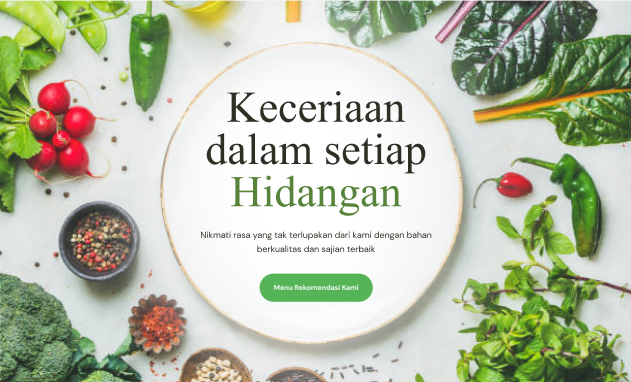 Keceriaan
dalam setiap
Hidangan
Nikmati rasa yang tak terlupakan dari kami dengan bahan
berkualitas dan sajian terbaik
Menu Rekomendasi Kami